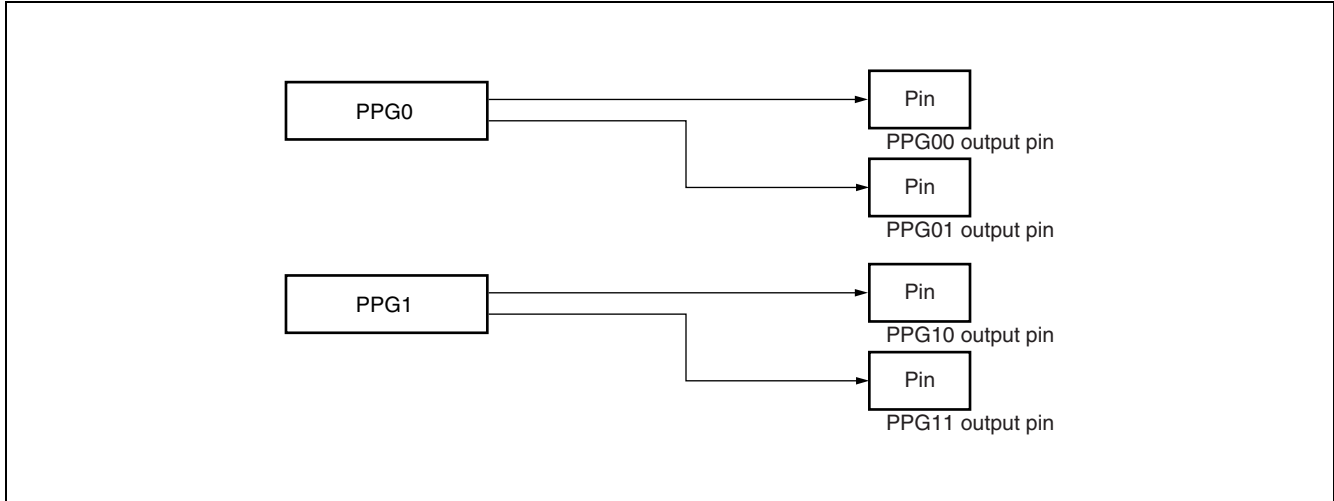 PPG0
Pin
PPG00 output pin
Pin
PPG01 output pin
PPG1
Pin
PPG10 output pin
Pin
PPG11 output pin